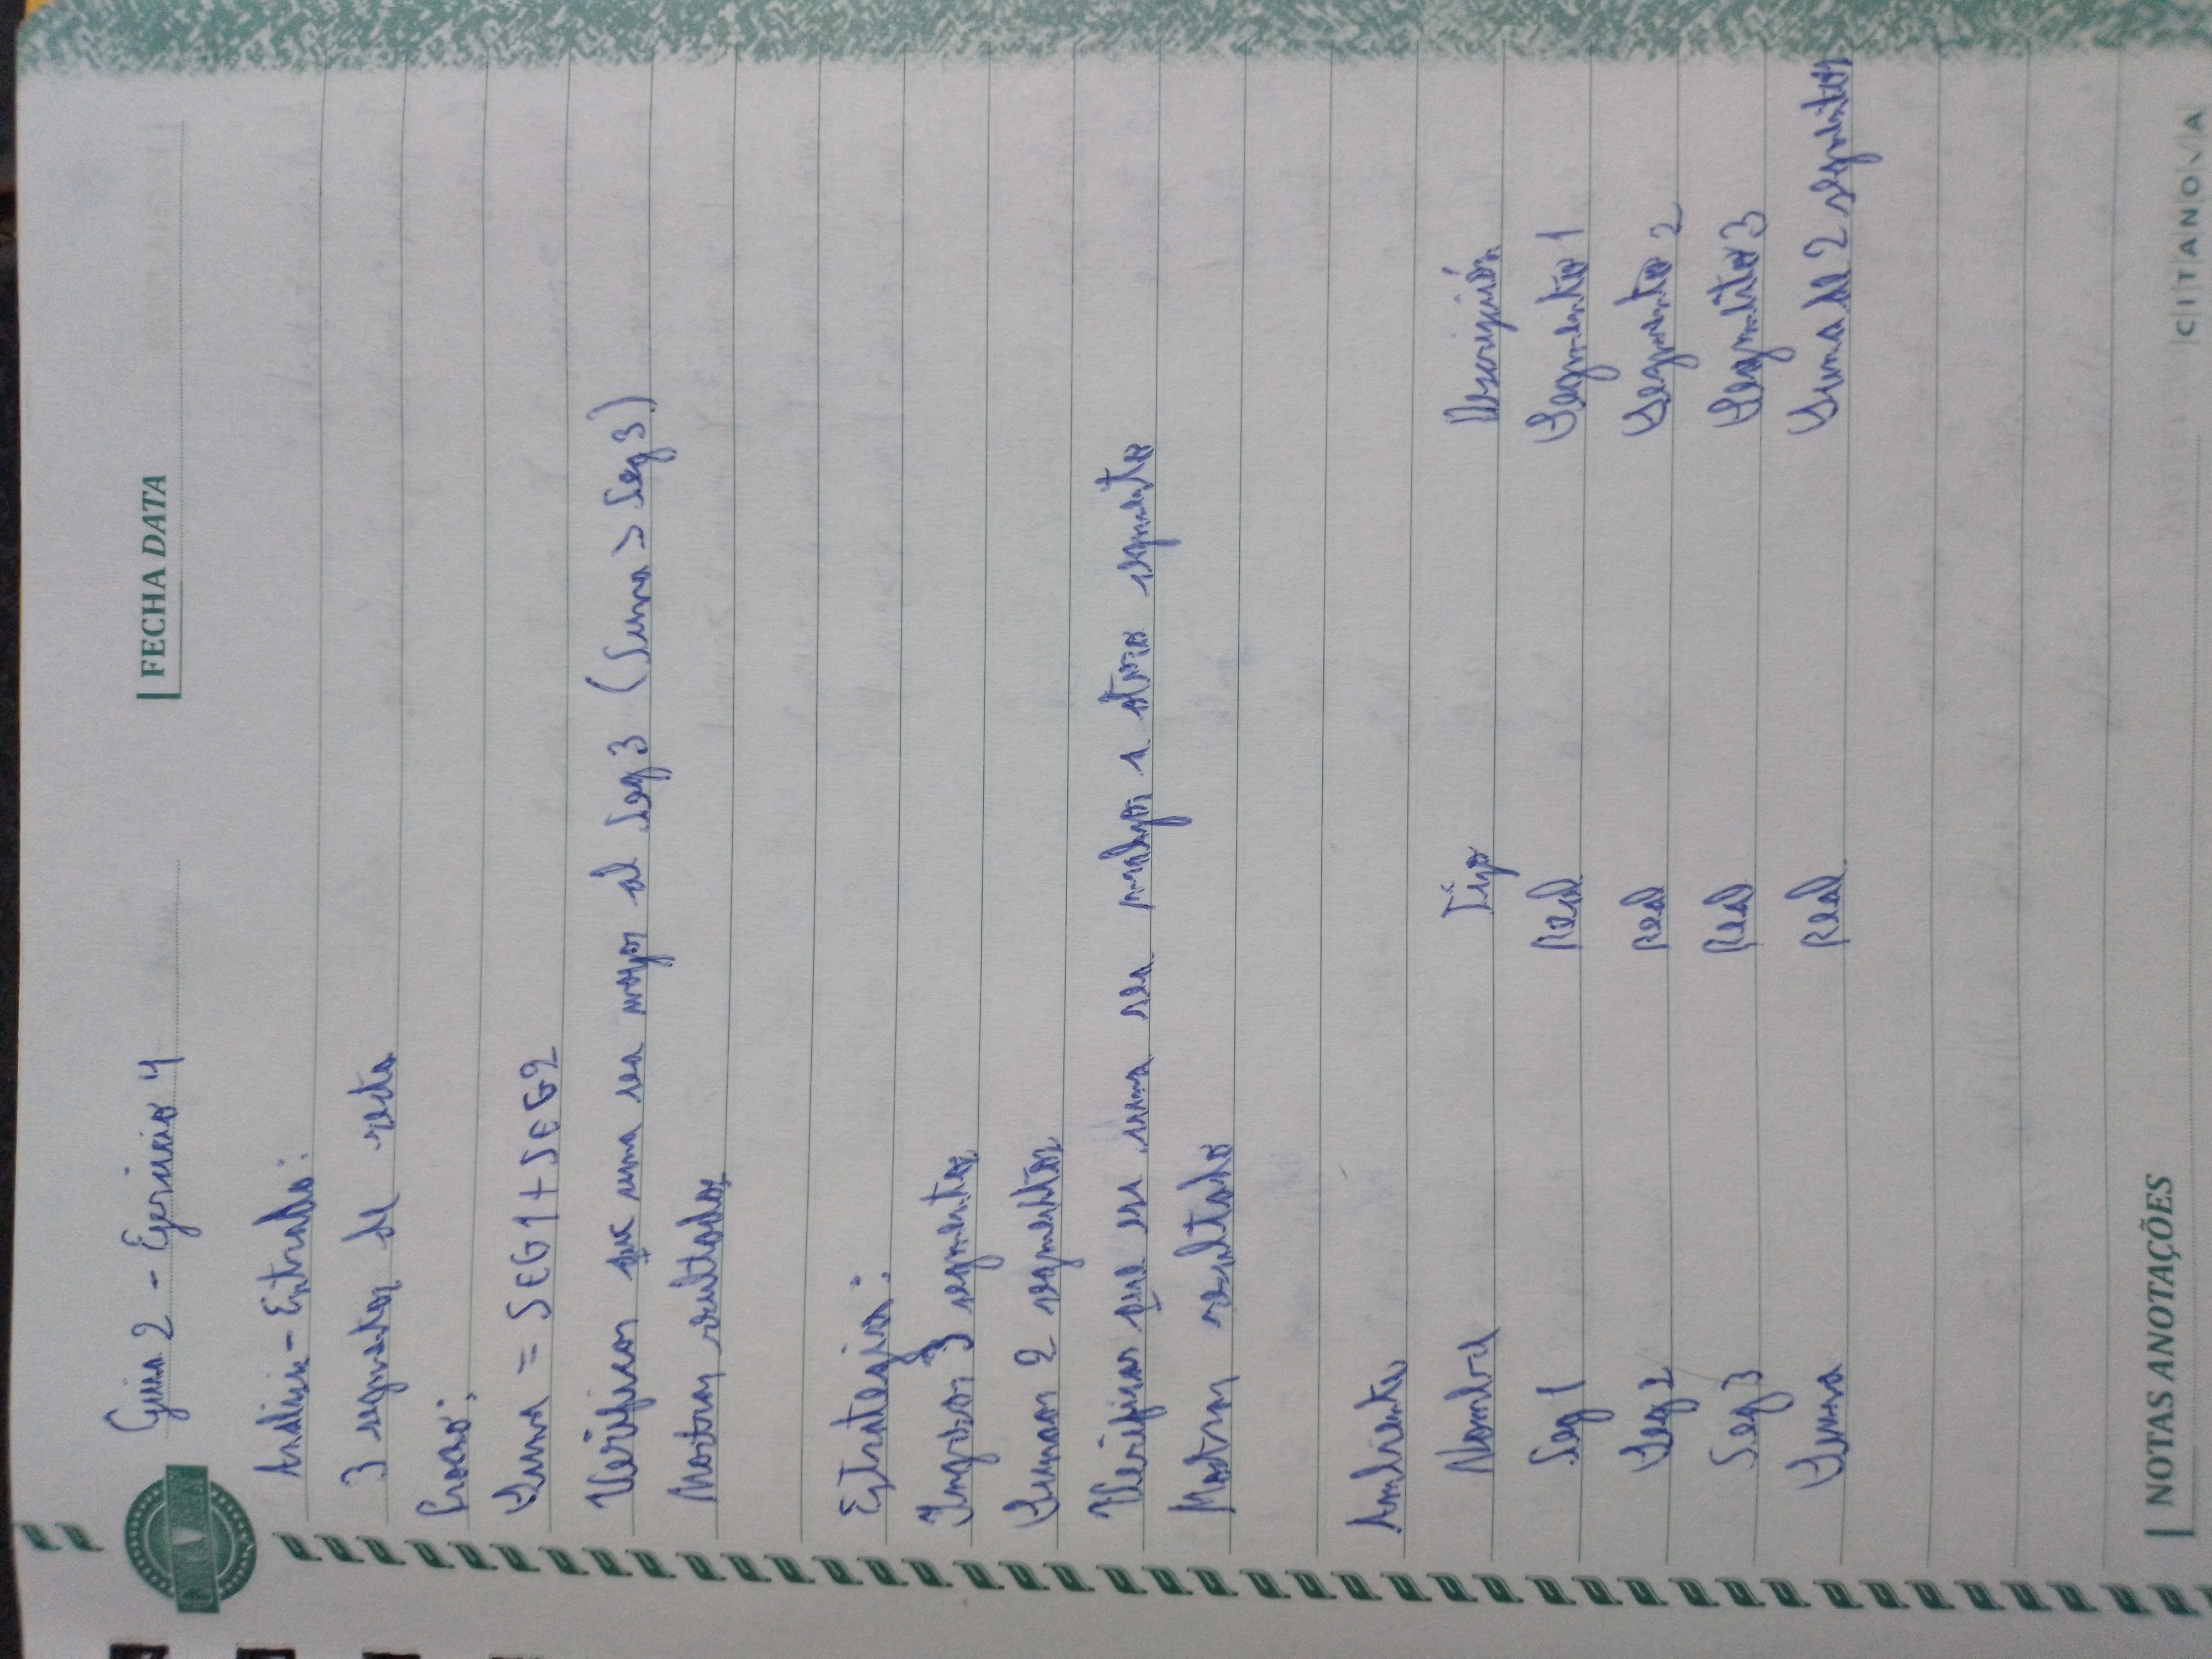 Guia 2 - Ejercicio 4
FECHA DATA
Análisis - Entrada:
3 segmentos de recta
Proceso:
Suma = SEG1+SEG2
Verificar que suma sea mayor al Seg 3 (Suma > Seg 3)
Mostrar resultados
Estrategia:
Ingresar 3 segmentos
Sumar 2 segmentos
Verificar que esa suma sea mayor a otro segmento
Mostrar resultado
Ambiente
Nombre Tipo Descripción
Seg 1 Real Segmento 1
Seg 2 Real Segmento 2
Seg 3 Real Segmento 3
Suma Real Suma de 2 segmentos
NOTAS ANOTAÇÕES
CITANOVA